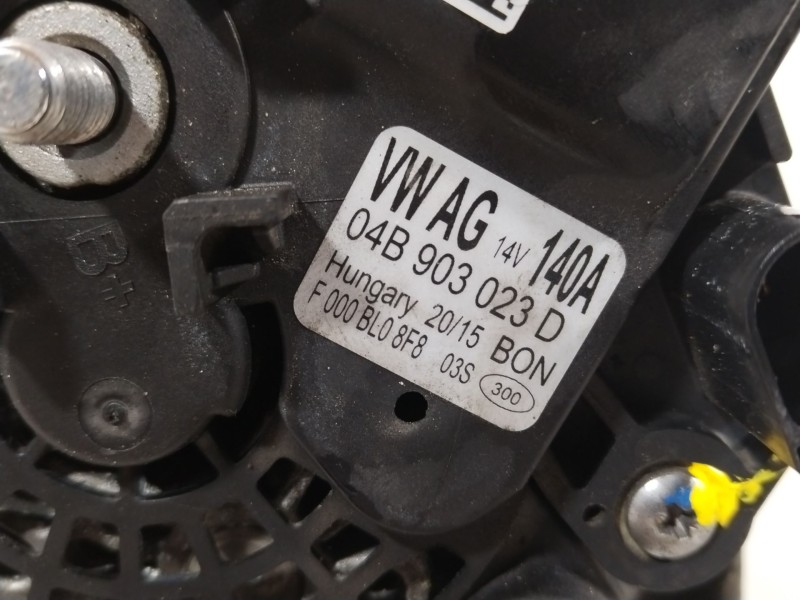 VW AG 14V 140A
04B 903 023 D
Hungary 20/15 BON
F 000 BL0 8F8 03S 300
B+